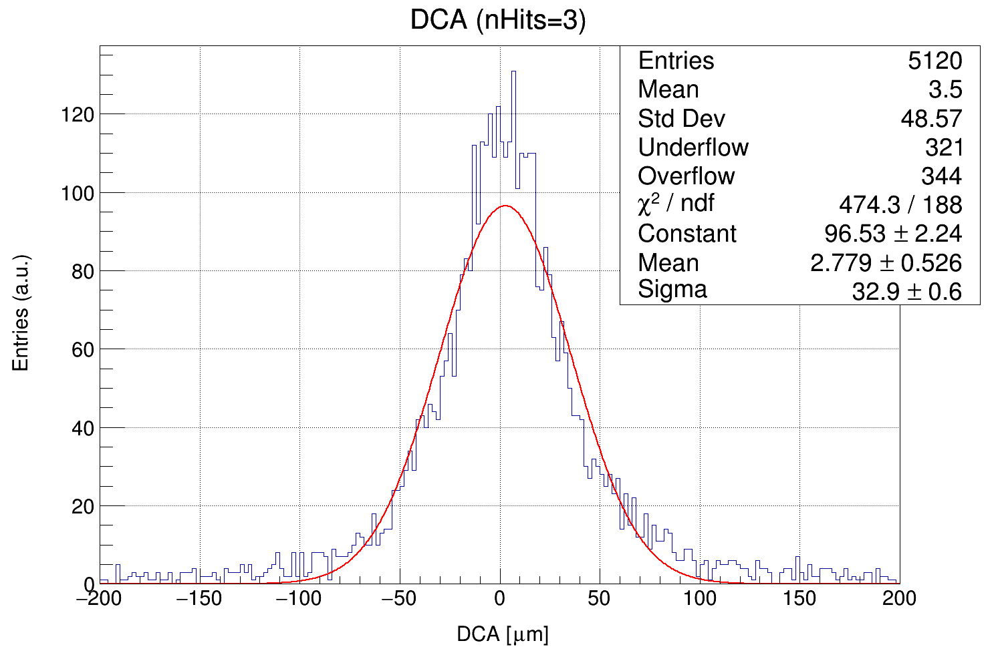 DCA (nHits=3)
Entries 5120
Mean 3.5
Std Dev 48.57
Underflow 321
Overflow 344
χ² / ndf 474.3 / 188
Constant 96.53 ± 2.24
Mean 2.779 ± 0.526
Sigma 32.9 ± 0.6
120
100
80
60
40
20
0
Entries (a.u.)
−200 −150 −100 −50 0 50 100 150 200
DCA [μm]